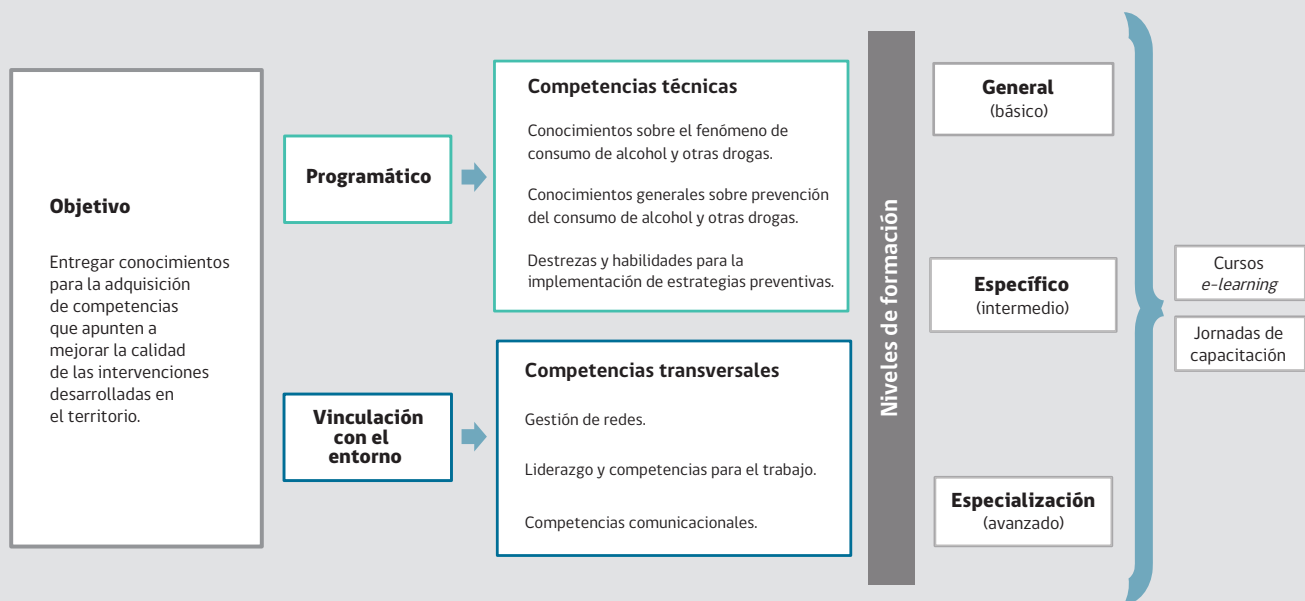 Objetivo
Entregar conocimientos
para la adquisición
de competencias
que apunten a
mejorar la calidad
de las intervenciones
desarrolladas en
el territorio.
Programático
Competencias técnicas
Conocimientos sobre el fenómeno de
consumo de alcohol y otras drogas.
Conocimientos generales sobre prevención
del consumo de alcohol y otras drogas.
Destrezas y habilidades para la
implementación de estrategias preventivas.
Vinculación
con el
entorno
Competencias transversales
Gestión de redes.
Liderazgo y competencias para el trabajo.
Competencias comunicacionales.
Niveles de formación
General
(básico)
Específico
(intermedio)
Especialización
(avanzado)
Cursos
e-learning
Jornadas de
capacitación